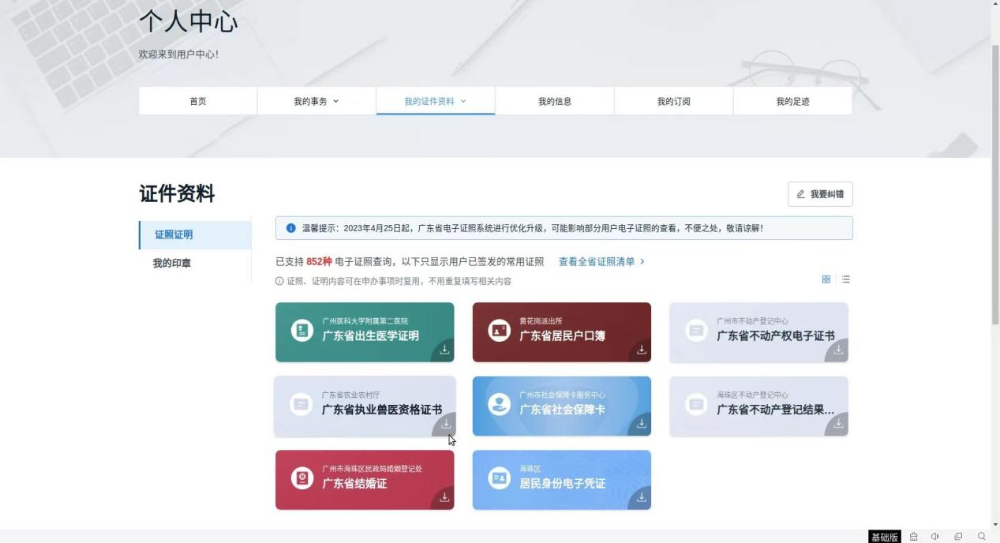 个人中心
欢迎来到用户中心！
首页
我的事务
我的证件资料
我的信息
我的订阅
我的足迹
证件资料
我要纠错
证照证明
我的印章
温馨提示：2023年4月25日起，广东省电子证照系统进行优化升级，可能影响部分用户电子证照的查看，不便之处，敬请谅解！
已支持 852种 电子证照查询，以下只显示用户已签发的常用证照 查看全省证照清单
证照、证明内容可在申办事项时复用，不用重复填写相关内容
广州医科大学附属第二医院
广东省出生医学证明
黄花岗派出所
广东省居民户口簿
广州市不动产登记中心
广东省不动产权电子证书
广东省农业农村厅
广东省执业兽医资格证书
广州市社会保障卡服务中心
广东省社会保障卡
海珠区不动产登记中心
广东省不动产登记结果...
广州市海珠区民政局婚姻登记处
广东省结婚证
海珠区
居民身份电子凭证
基础版